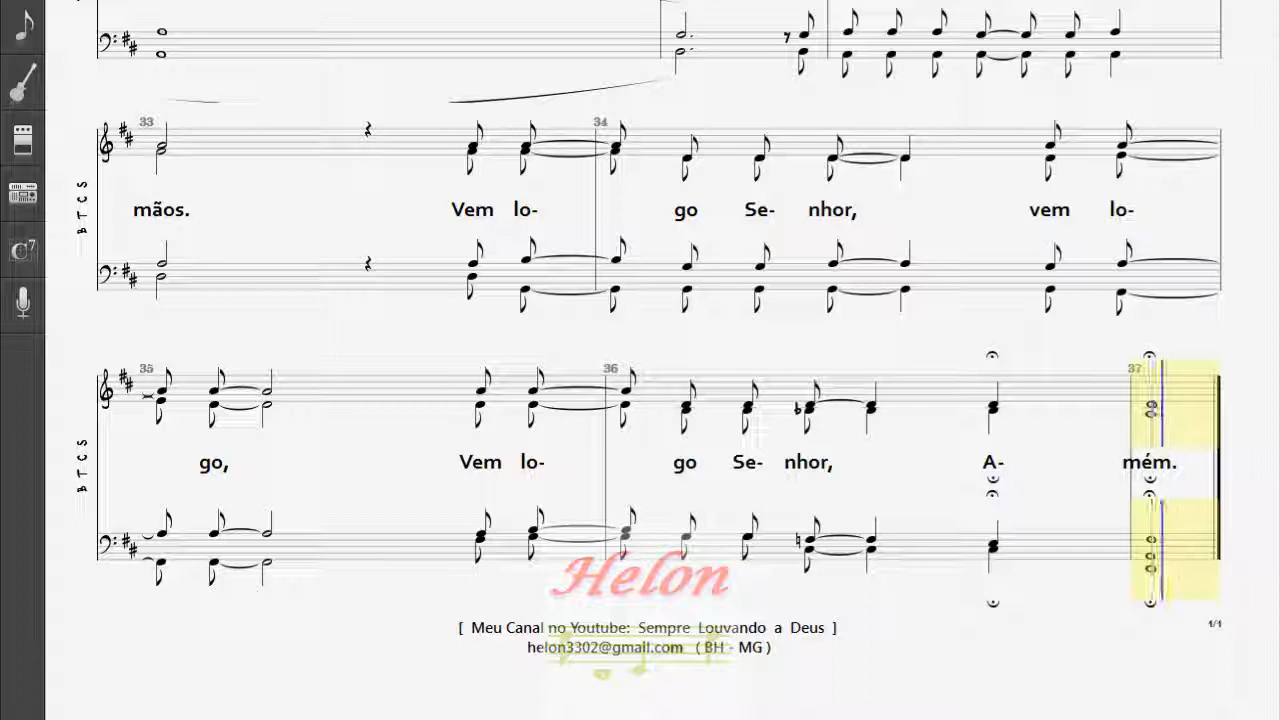 33 34
mãos. Vem lo- go Se- nhor, vem lo-
B T C S
C7
35 36 37
go, Vem lo- go Se- nhor, A- mém.
B T C S
Helon
[ Meu Canal no Youtube: Sempre Louvando a Deus ]
1/1
helon3302@gmail.com ( BH - MG )